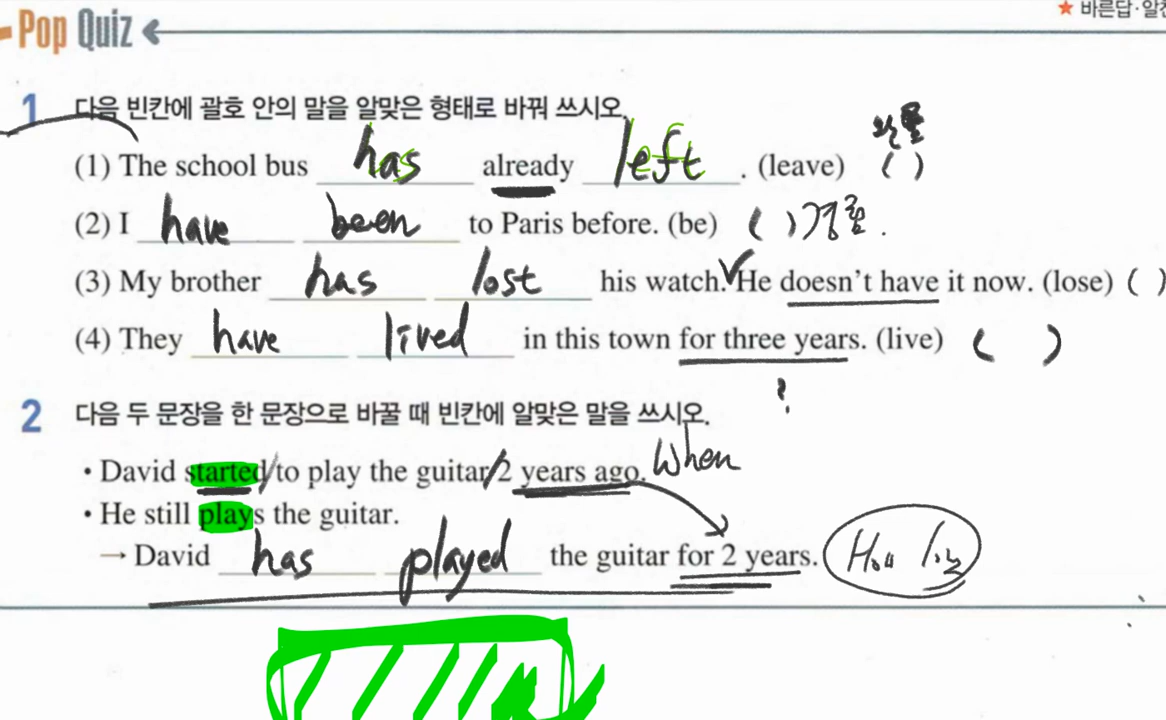 ★ 바른답·알찬
Pop Quiz
1 다음 빈칸에 괄호 안의 말을 알맞은 형태로 바꿔 쓰시오.
(1) The school bus has already left . (leave) ( )
(2) I have been to Paris before. (be) ( ) 경험.
(3) My brother has lost his watch. He doesn't have it now. (lose) ( )
(4) They have lived in this town for three years. (live) ( )
?
2 다음 두 문장을 한 문장으로 바꿀 때 빈칸에 알맞은 말을 쓰시오.
• David started to play the guitar 2 years ago. When
• He still plays the guitar.
→ David has played the guitar for 2 years.